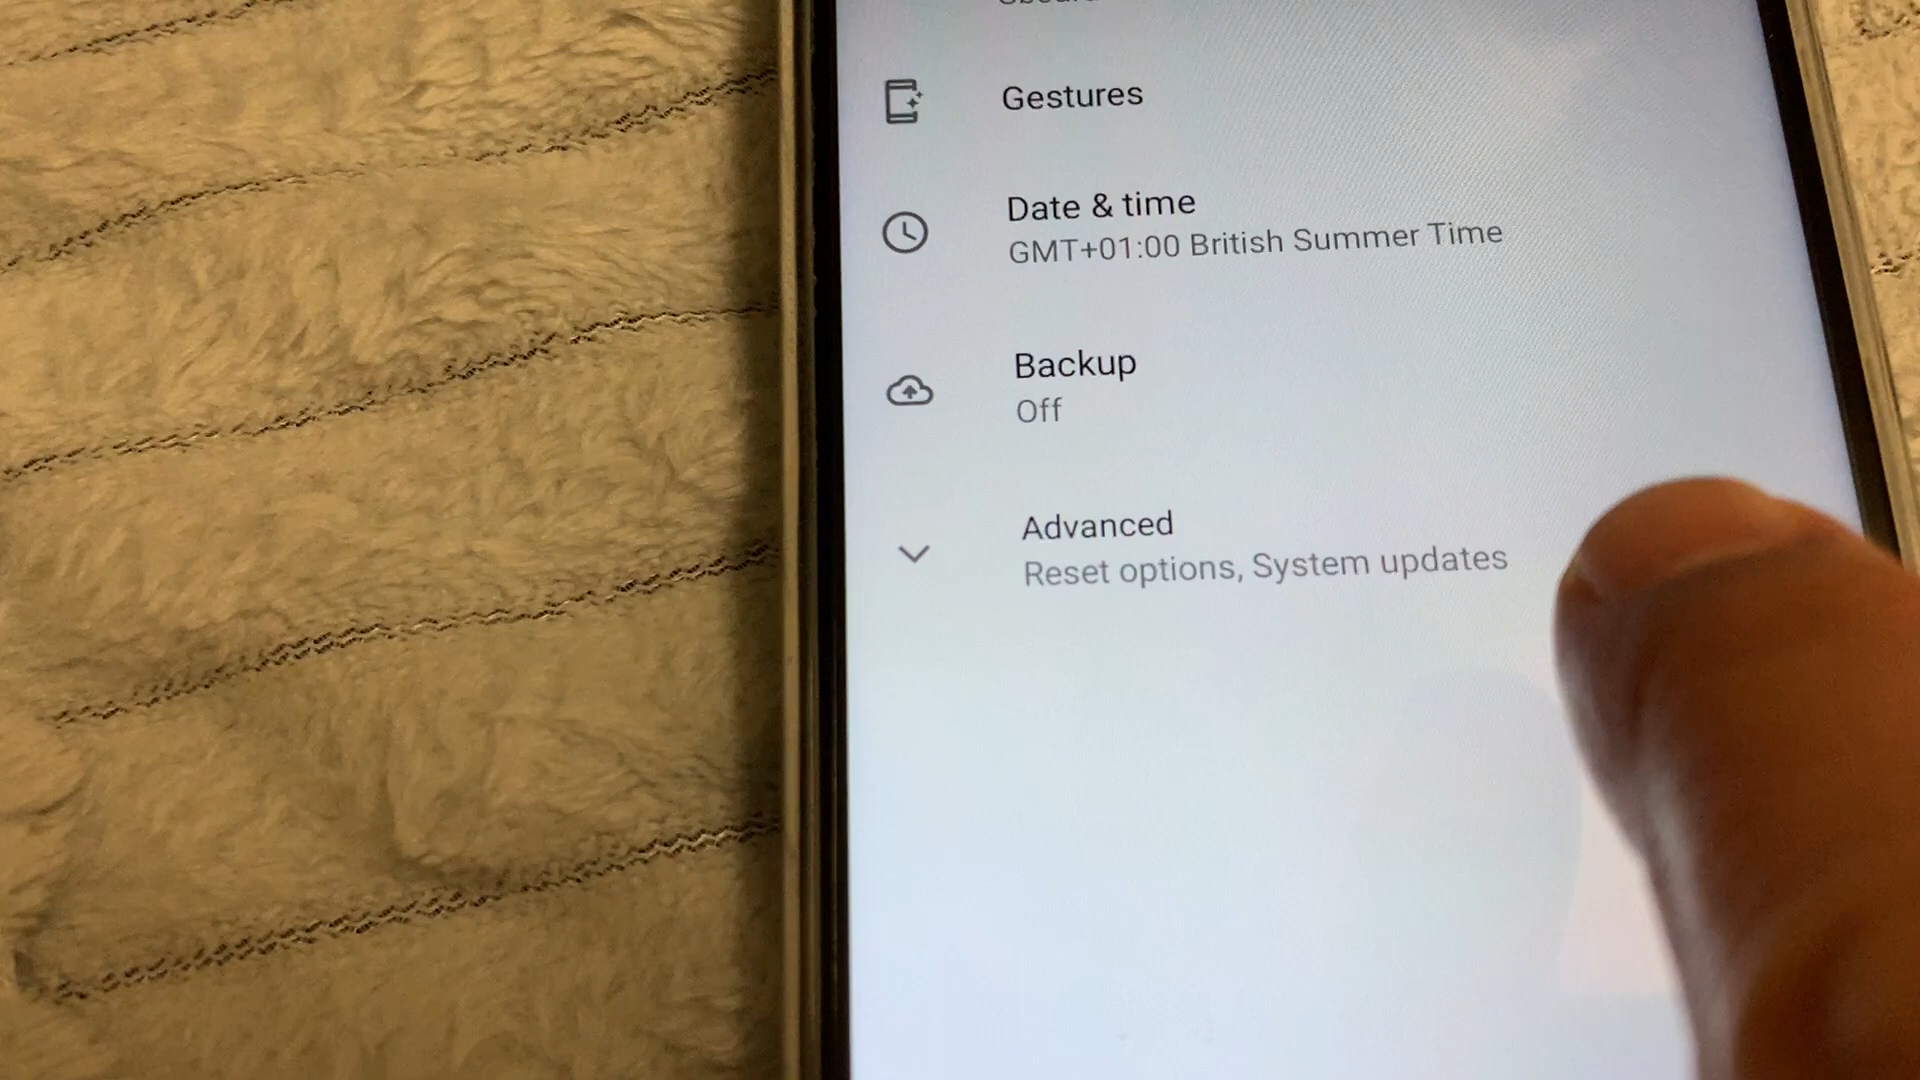 Gestures
Date & time
GMT+01:00 British Summer Time
Backup
Off
Advanced
Reset options, System updates